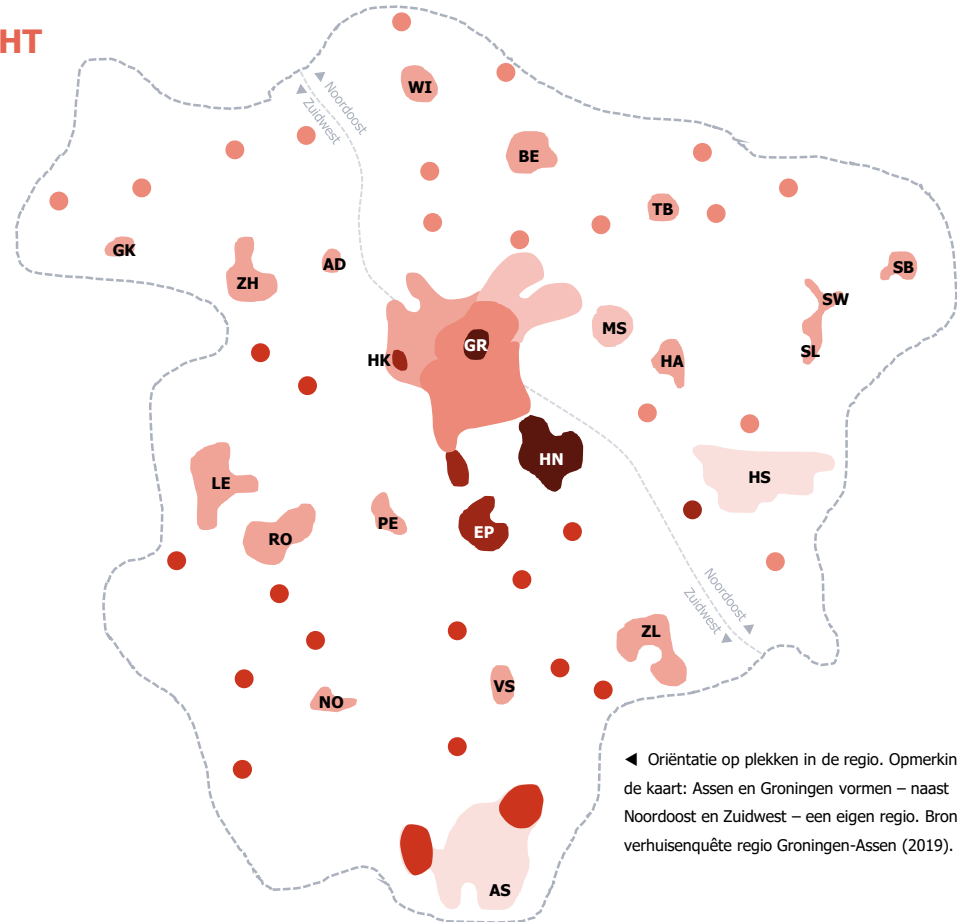 HT
WI
Noordoost
Zuidwest
BE
TB
GK
ZH
AD
SB
SW
MS
GR
HK
HA
SL
HN
LE
HS
RO
PE
EP
Noordoost
Zuidwest
ZL
VS
NO
AS
◄ Oriëntatie op plekken in de regio. Opmerkin
de kaart: Assen en Groningen vormen – naast
Noordoost en Zuidwest – een eigen regio. Bron
verhuisenquête regio Groningen-Assen (2019).